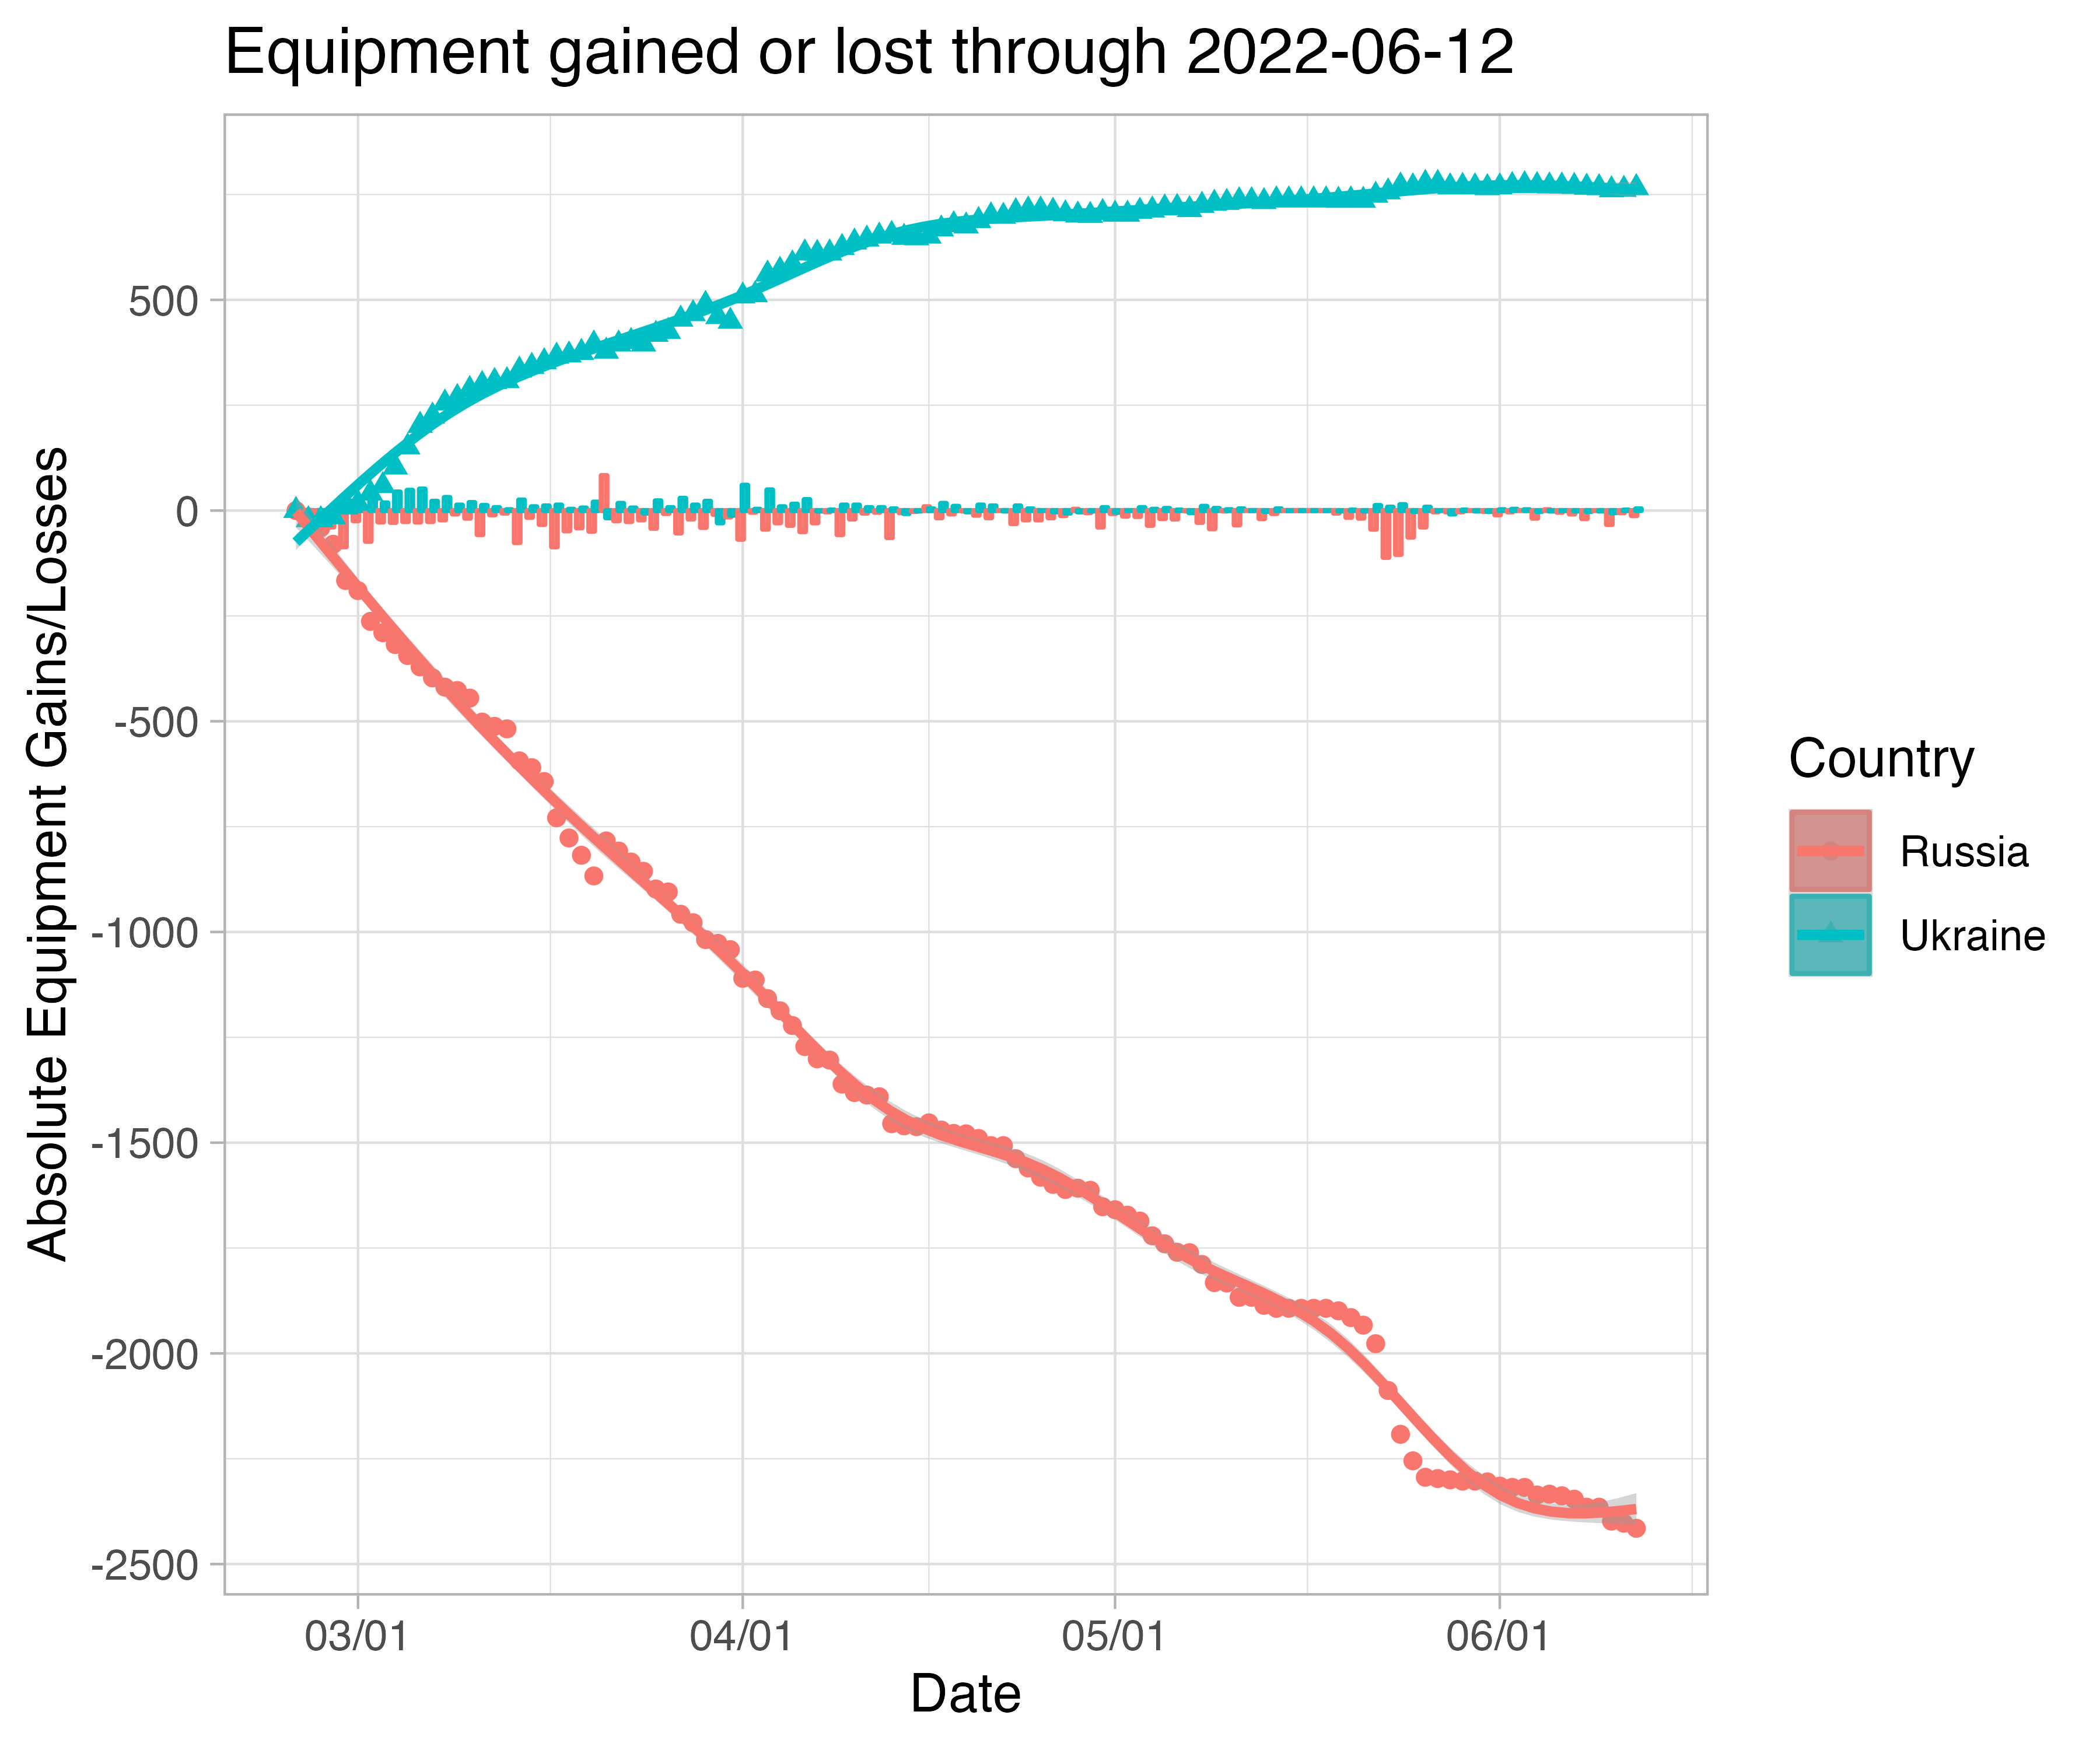 Equipment gained or lost through 2022-06-12
Absolute Equipment Gains/Losses
500
0
-500
-1000
-1500
-2000
-2500
03/01
04/01
05/01
06/01
Date
Country
Russia
Ukraine